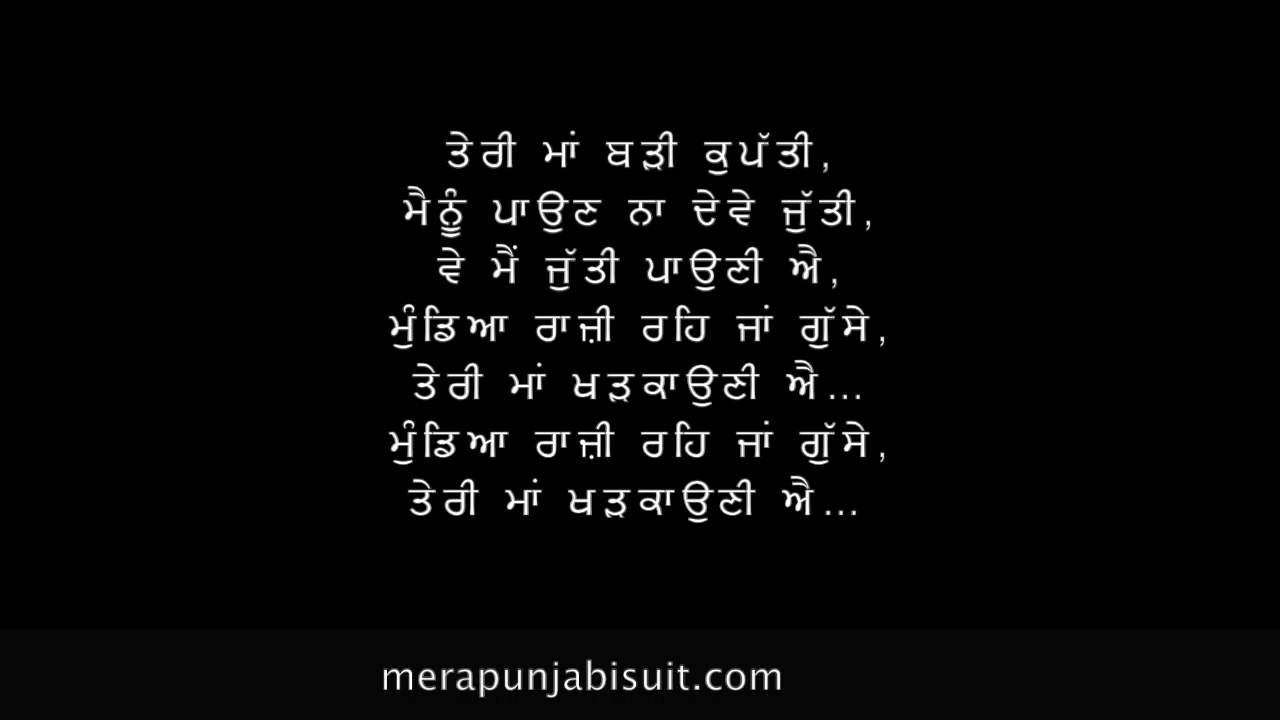 ਤੇਰੀ ਮਾਂ ਬੜੀ ਕੁਪੱਤੀ,
ਮੈਨੂੰ ਪਾਉਣ ਨਾ ਦੇਵੇ ਜੁੱਤੀ,
ਵੇ ਮੈਂ ਜੁੱਤੀ ਪਾਉਣੀ ਐ,
ਮੁੰਡਿਆ ਰਾਜ਼ੀ ਰਹਿ ਜਾਂ ਗੁੱਸੇ,
ਤੇਰੀ ਮਾਂ ਖੜਕਾਉਣੀ ਐ...
ਮੁੰਡਿਆ ਰਾਜ਼ੀ ਰਹਿ ਜਾਂ ਗੁੱਸੇ,
ਤੇਰੀ ਮਾਂ ਖੜਕਾਉਣੀ ਐ...
merapunjabisuit.com